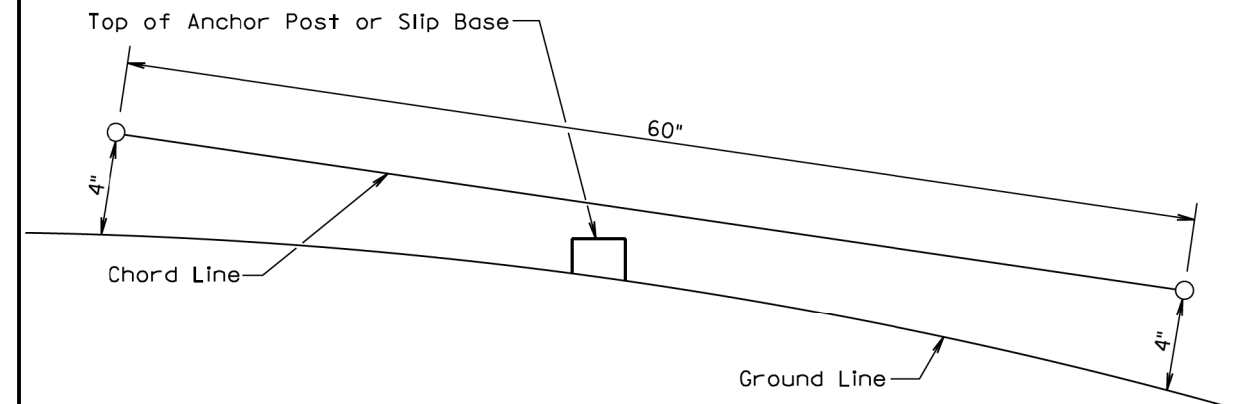 Top of Anchor Post or Slip Base
60"
4"
Chord Line
4"
Ground Line